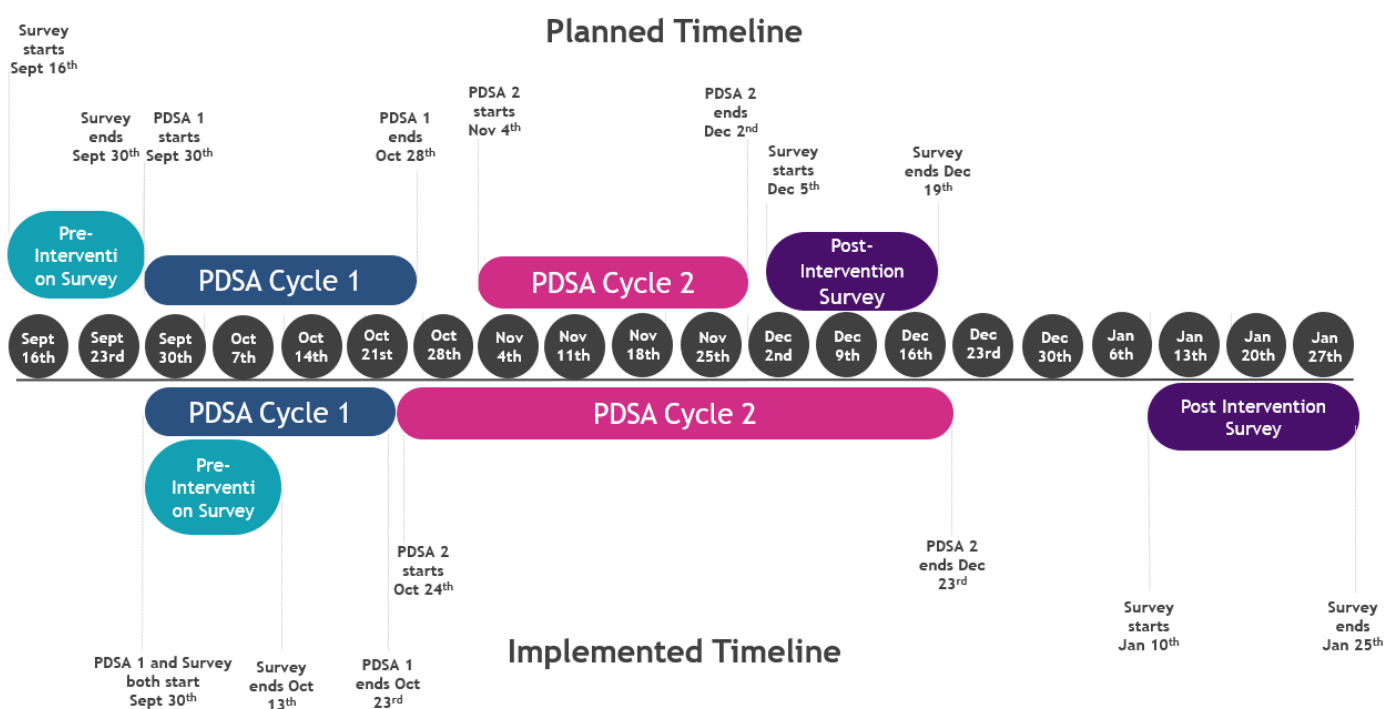 Planned Timeline
Survey
starts
Sept 16th
Survey
ends
Sept 30th
PDSA 1
starts
Sept 30th
PDSA 1
ends
Oct 28th
PDSA 2
starts
Nov 4th
PDSA 2
ends
Dec 2nd
Survey
starts
Dec 5th
Survey
ends Dec
19th
Pre-
Interventi
on Survey
PDSA Cycle 1
PDSA Cycle 2
Post-
Intervention
Survey
Sept
16th
Sept
23rd
Sept
30th
Oct
7th
Oct
14th
Oct
21st
Oct
28th
Nov
4th
Nov
11th
Nov
18th
Nov
25th
Dec
2nd
Dec
9th
Dec
16th
Dec
23rd
Dec
30th
Jan
6th
Jan
13th
Jan
20th
Jan
27th
PDSA Cycle 1
PDSA Cycle 2
Post Intervention
Survey
Pre-
Interventi
on Survey
PDSA 2
starts
Oct 24th
PDSA 2
ends Dec
23rd
Survey
starts
Jan 10th
Survey
ends
Jan 25th
PDSA 1 and Survey
both start
Sept 30th
Survey
ends Oct
13th
PDSA 1
ends Oct
23rd
Implemented Timeline